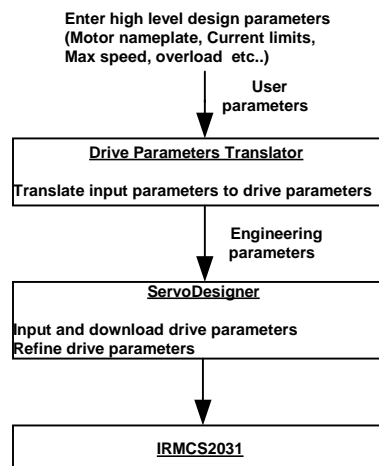 Enter high level design parameters
(Motor nameplate, Current limits,
Max speed, overload etc..)
User
parameters
Drive Parameters Translator
Translate input parameters to drive parameters
Engineering
parameters
ServoDesigner
Input and download drive parameters
Refine drive parameters
IRMCS2031